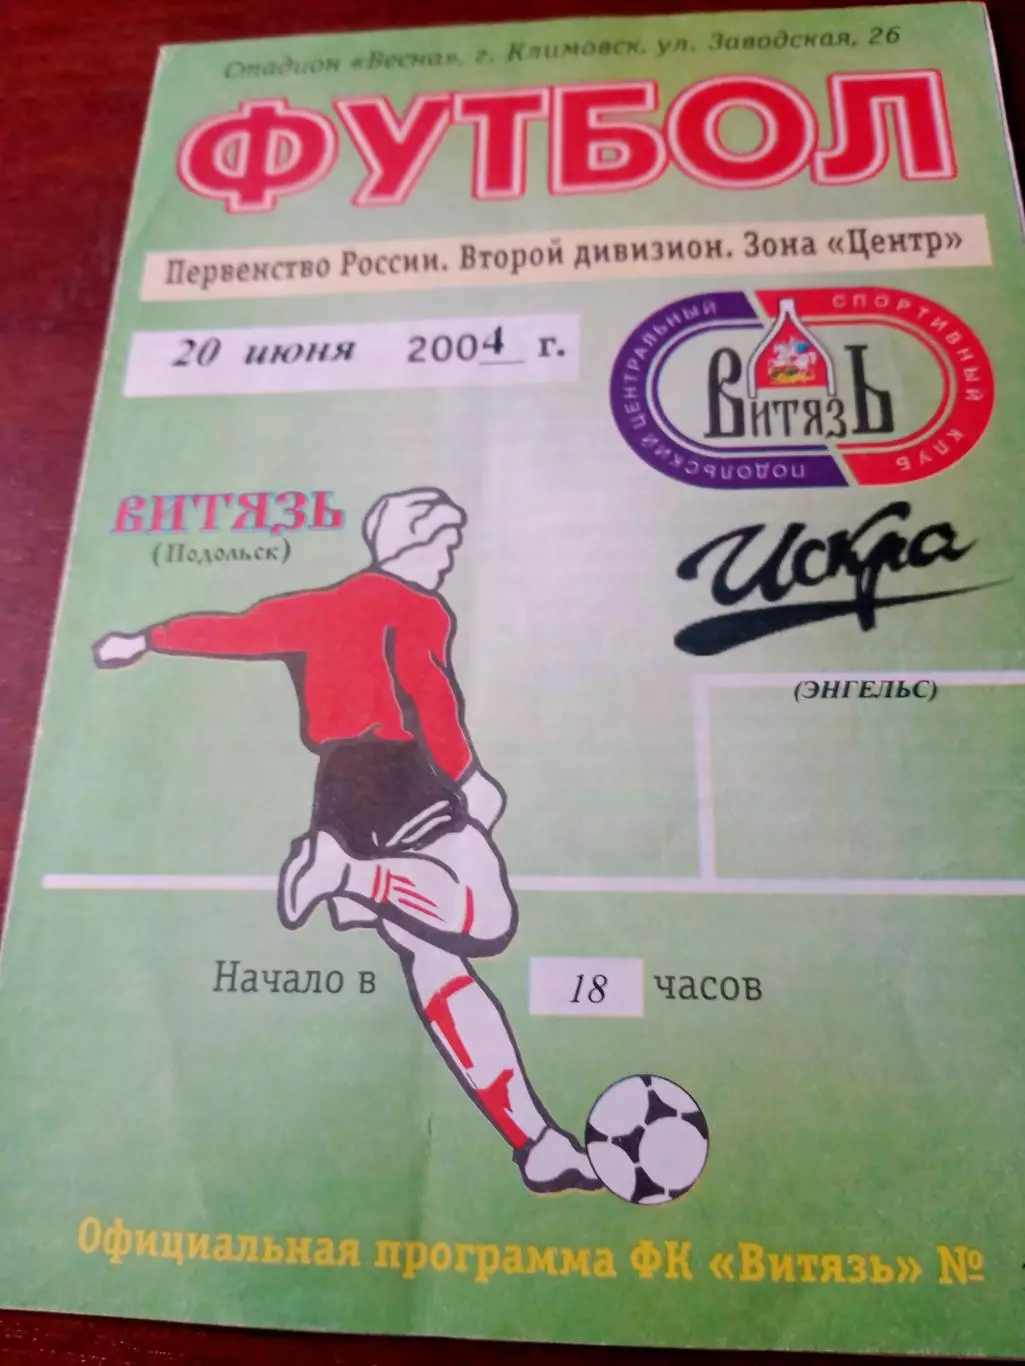 Стадион «Весна», г. Климовск, ул. Заводская, 26
ФУТБОЛ
Первенство России. Второй дивизион. Зона «Центр»
20 июня 2004 г.
ПОДОЛЬСКИЙ ЦЕНТРАЛЬНЫЙ СПОРТИВНЫЙ КЛУБ
ВИТЯЗЬ
ВИТЯЗЬ
(Подольск)
Искра
(ЭНГЕЛЬС)
Начало в 18 часов
Официальная программа ФК «Витязь» №